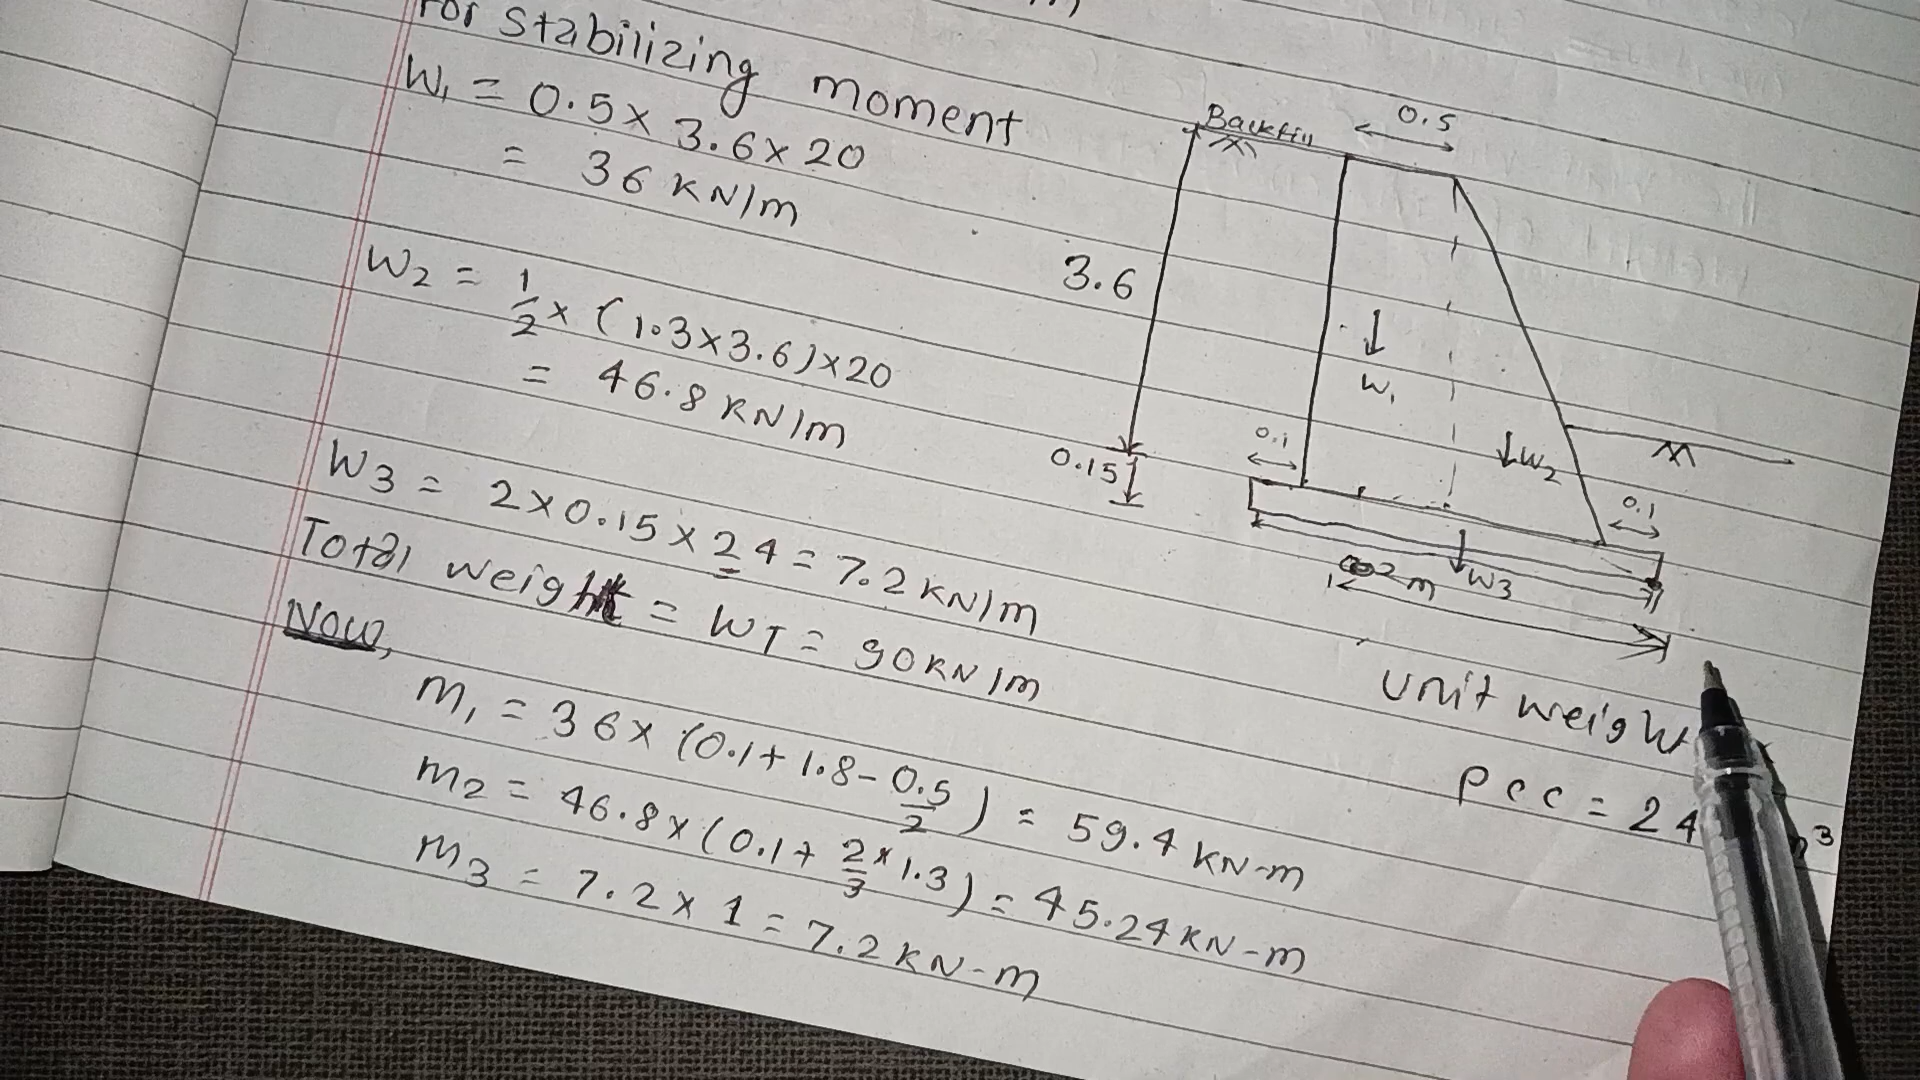 For stabilizing moment
W₁ = 0.5 × 3.6 × 20
= 36 KN/m
W₂ = 1/2 × (1.3×3.6)×20
= 46.8 KN/m
W3 = 2×0.15×24 = 7.2 KN/m
Total weight = WT = 90 KN/m
Now,
M₁ = 36×(0.1+1.8-0.5/2) = 59.4 KN-m
M₂ = 46.8×(0.1+2/3×1.3) = 45.24 KN-m
M3 = 7.2×1 = 7.2 KN-m
Backfill
0.5
3.6
W₁
0.1
0.15
W₂
0.1
2m
W3
unit weigh
pcc = 24